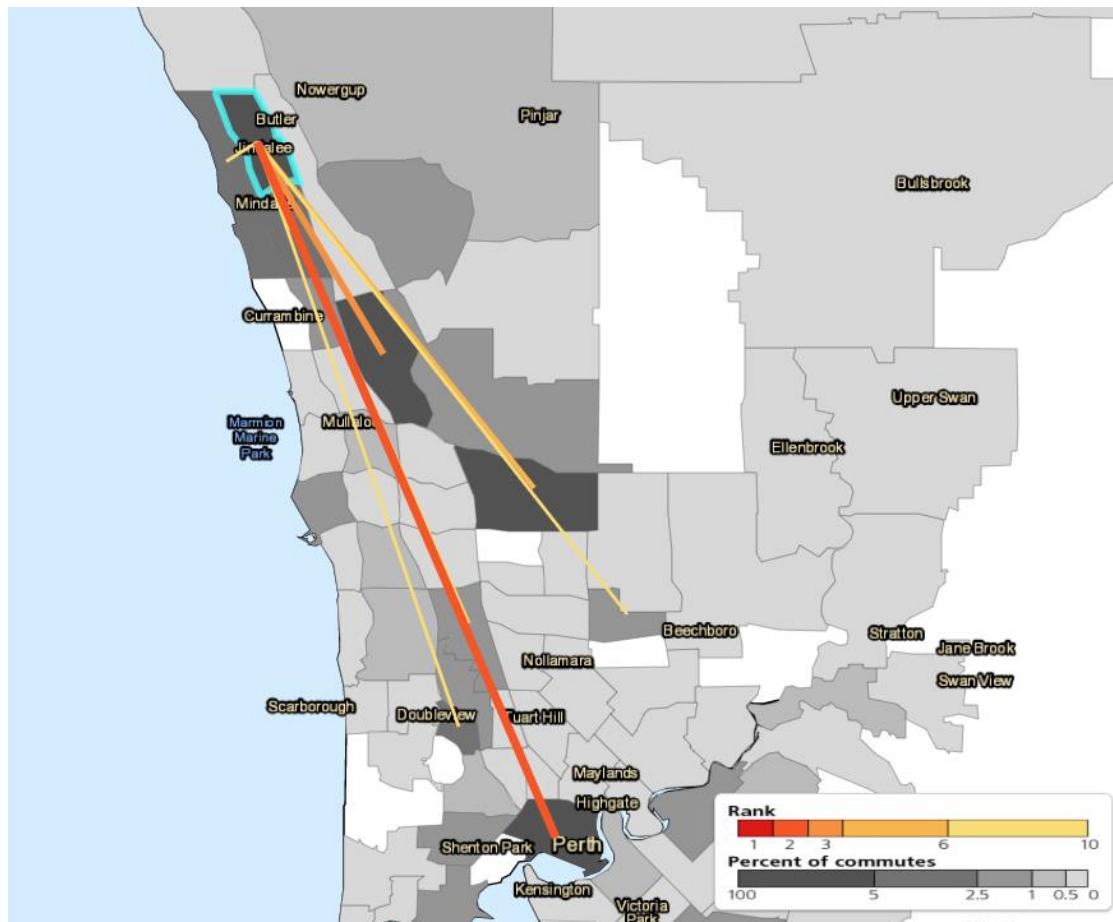 Nowergup
Butler
Pinjar
Jindalee
Bullsbrook
Currambine
Upper Swan
Marmion
Marine
Park
Ellenbrook
Beechboro
Stratton
Jane Brook
Nollamara
Swan View
Scarborough
Doubleview
Tuart Hill
Maylands
Highgate
Shenton Park
Perth
Kensington
Victoria
Park
Rank
1 2 3 6 10
Percent of commutes
100 5 2.5 1 0.5 0